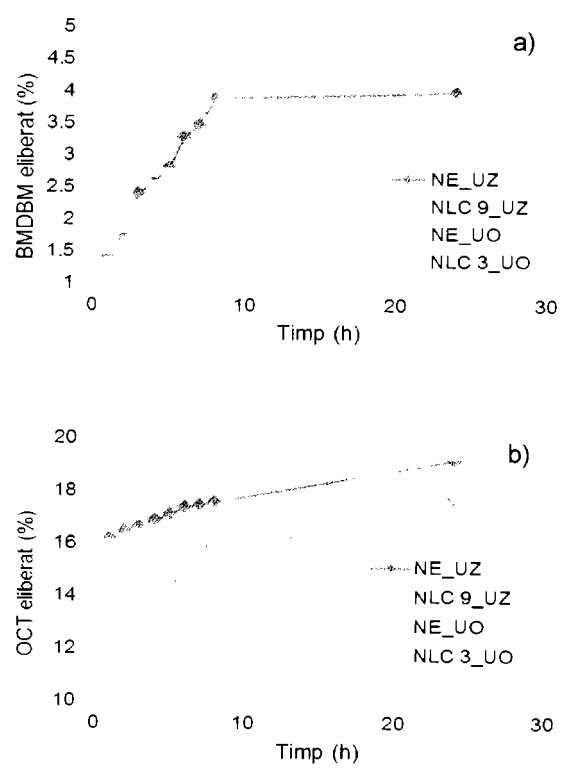 a)
BMDBM eliberat (%)
5
4.5
4
3.5
3
2.5
2
1.5
1
0 10 20 30
Timp (h)
NE_UZ
NLC 9_UZ
NE_UO
NLC 3_UO
b)
OCT eliberat (%)
20
18
16
14
12
10
0 10 20 30
Timp (h)
NE_UZ
NLC 9_UZ
NE_UO
NLC 3_UO